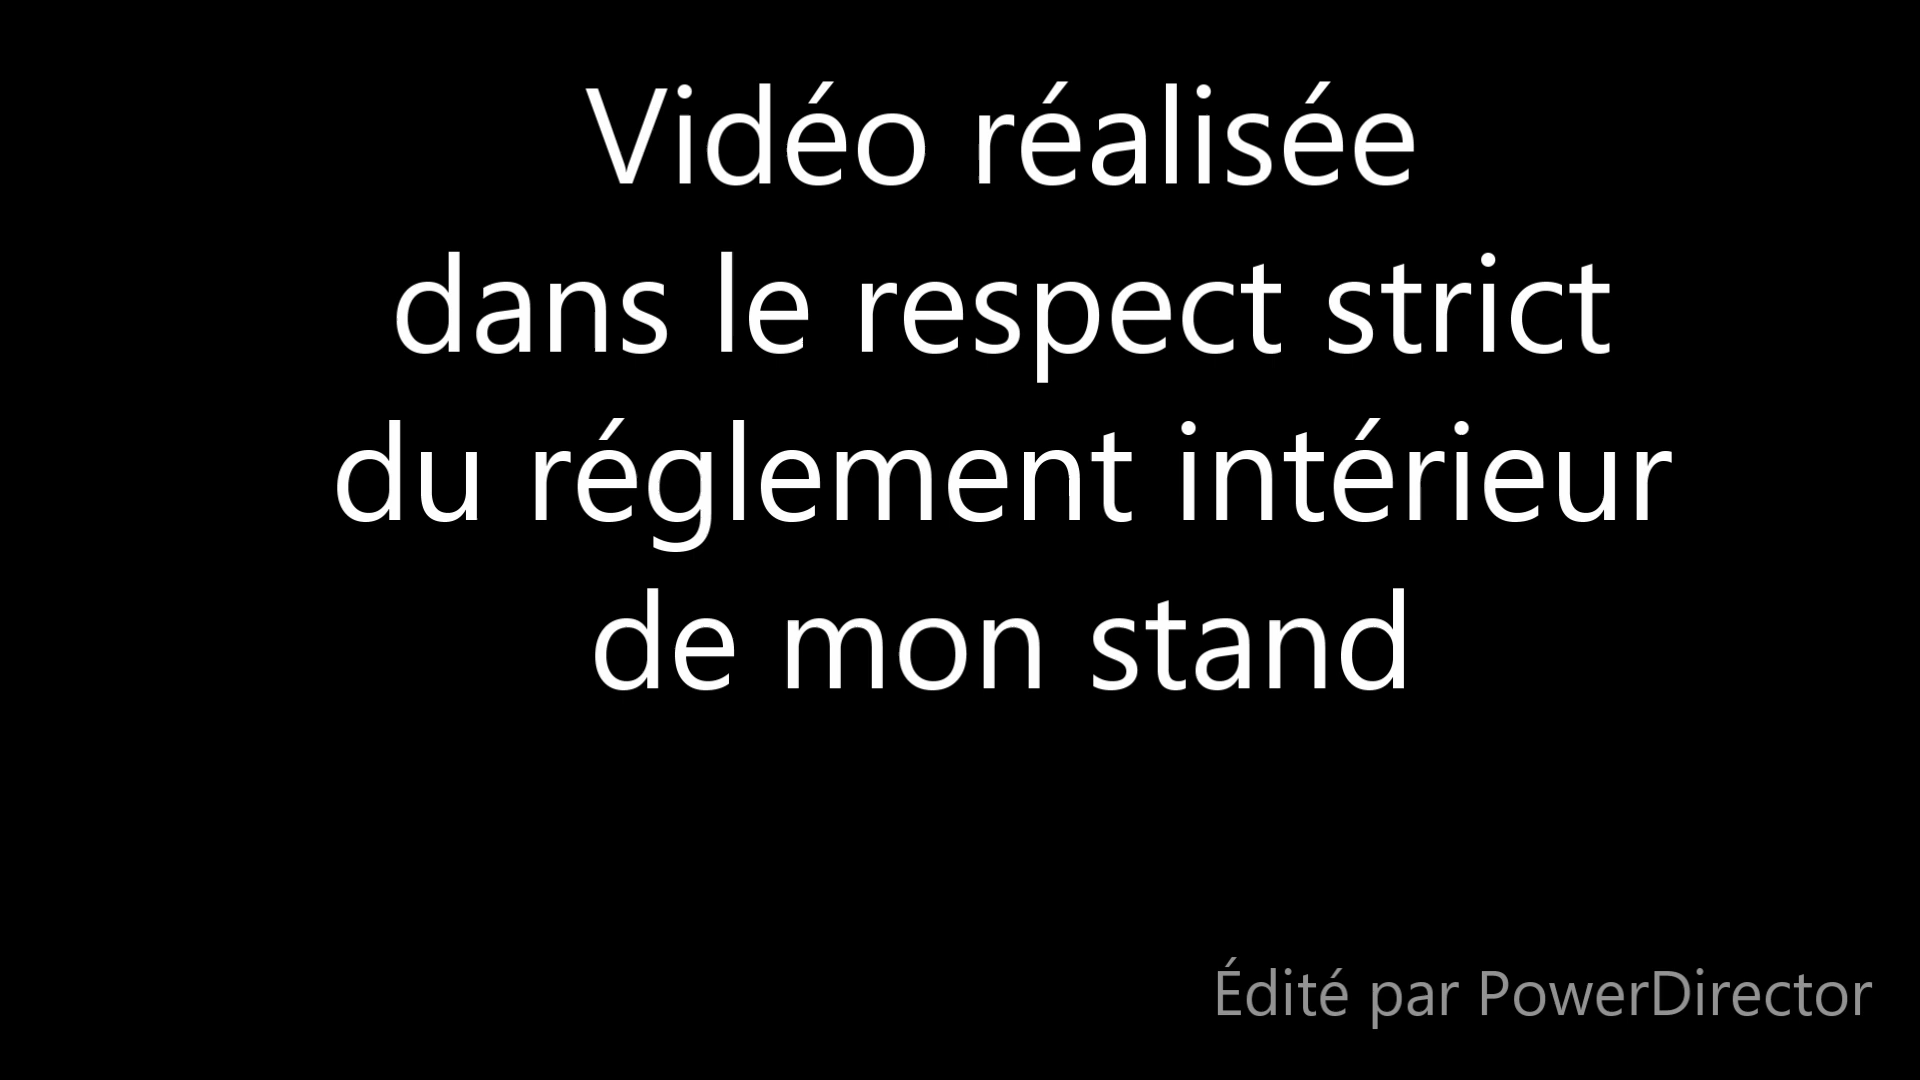 Vidéo réalisée
dans le respect strict
du réglement intérieur
de mon stand
Édité par PowerDirector